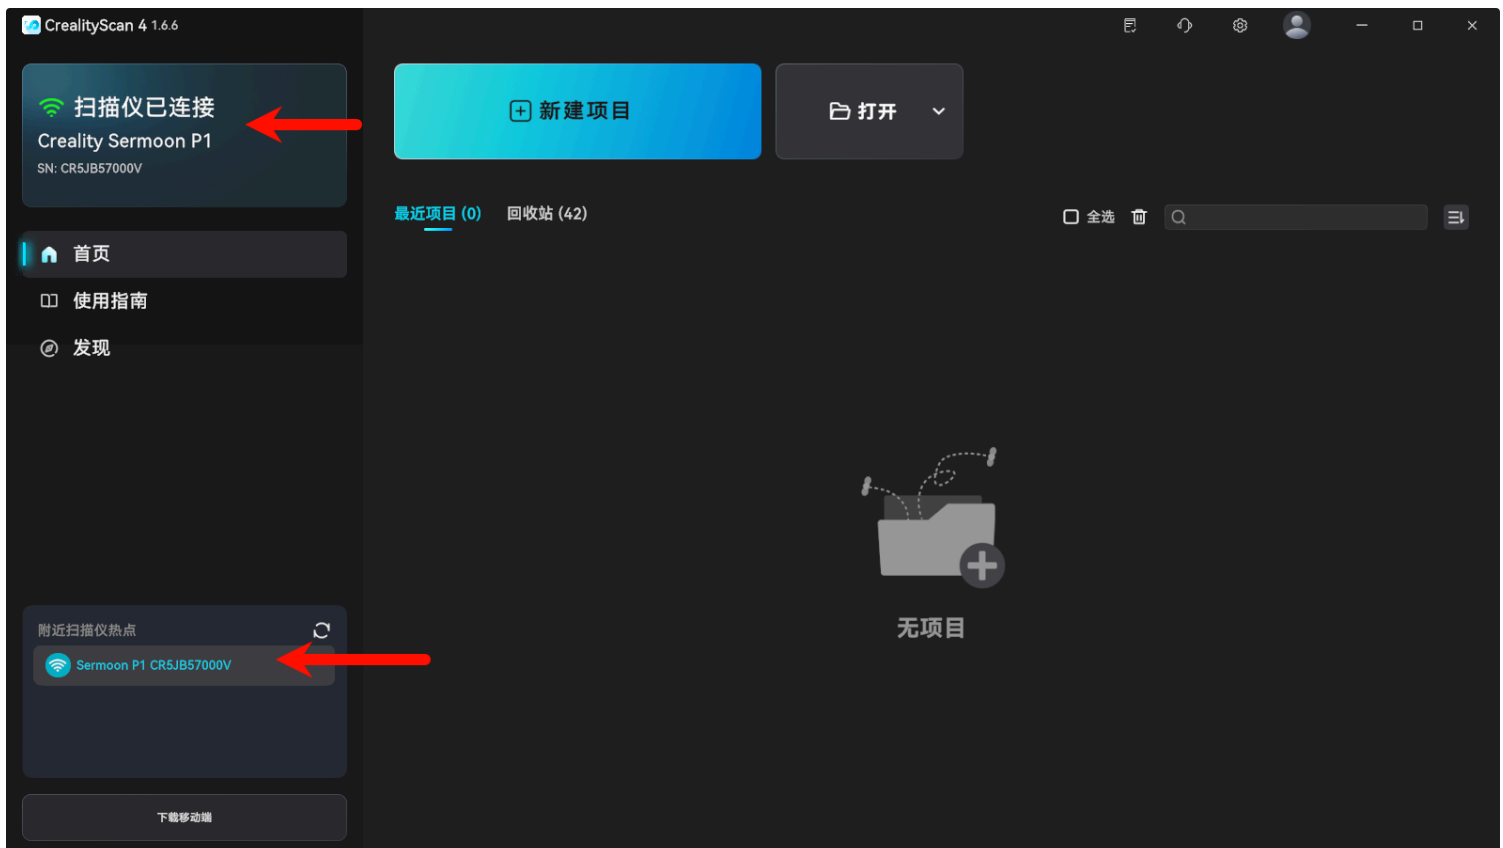 CrealityScan 4 1.6.6
扫描仪已连接
Creality Sermoon P1
SN: CR5JB57000V
首页
使用指南
发现
附近扫描仪热点
Sermoon P1 CR5JB57000V
下载移动端
新建项目
打开
最近项目 (0)
回收站 (42)
全选
无项目